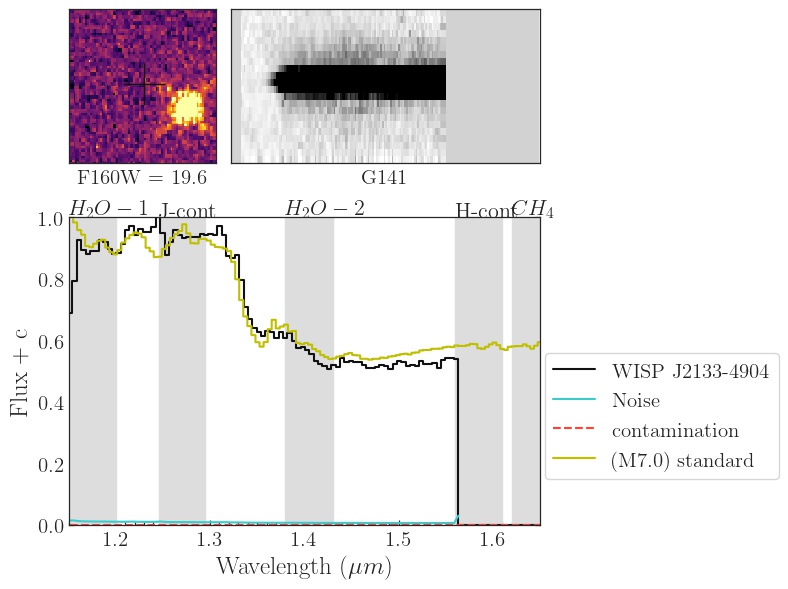 F160W = 19.6
G141
H₂O − 1
J-cont
H₂O − 2
H-cont
CH₄
1.0
0.8
0.6
0.4
0.2
0.0
Flux + c
WISP J2133-4904
Noise
contamination
(M7.0) standard
1.2
1.3
1.4
1.5
1.6
Wavelength (μm)